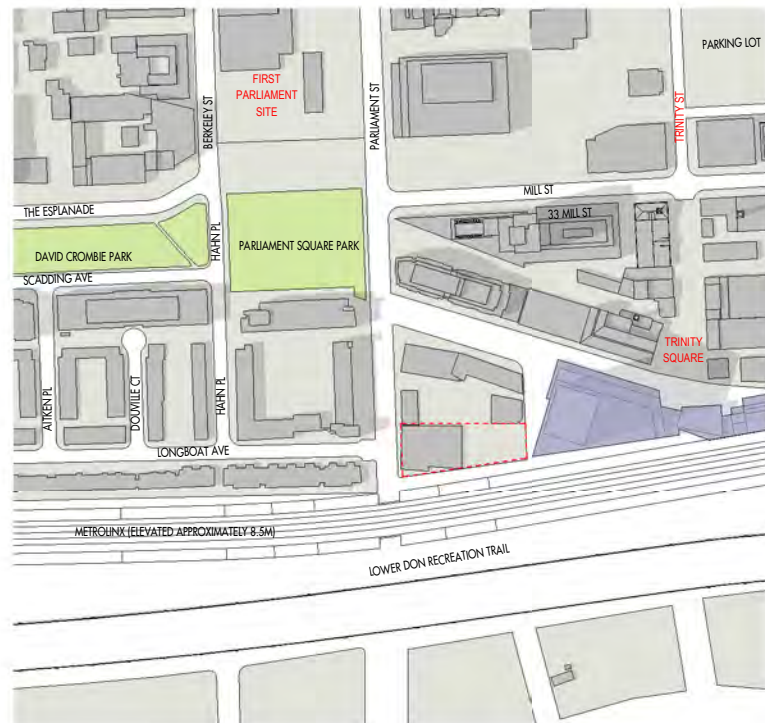 PARKING LOT
FIRST
PARLIAMENT
SITE
BERKELEY ST
PARLIAMENT ST
TRINITY ST
MILL ST
THE ESPLANADE
33 MILL ST
HAHN PL
PARLIAMENT SQUARE PARK
DAVID CROMBIE PARK
SCADDING AVE
TRINITY
SQUARE
AITKEN PL
DOUVILLE CT
HAHN PL
LONGBOAT AVE
METROLINX (ELEVATED APPROXIMATELY 8.5M)
LOWER DON RECREATION TRAIL